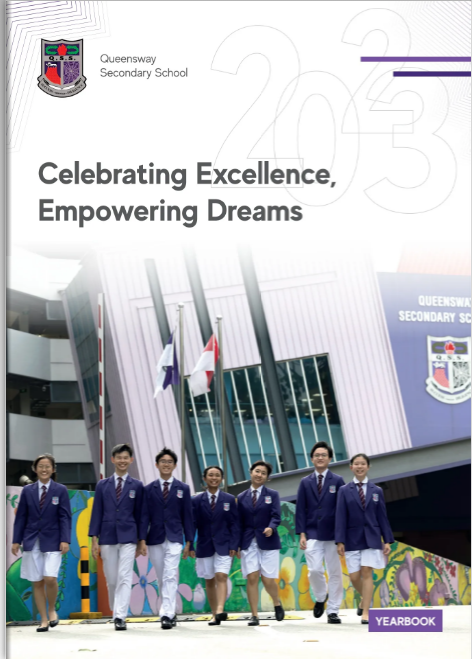 Q.S.S.
Queensway
Secondary School
2023
Celebrating Excellence,
Empowering Dreams
QUEENSWAY
SECONDARY SC
Q.S.S.
YEARBOOK